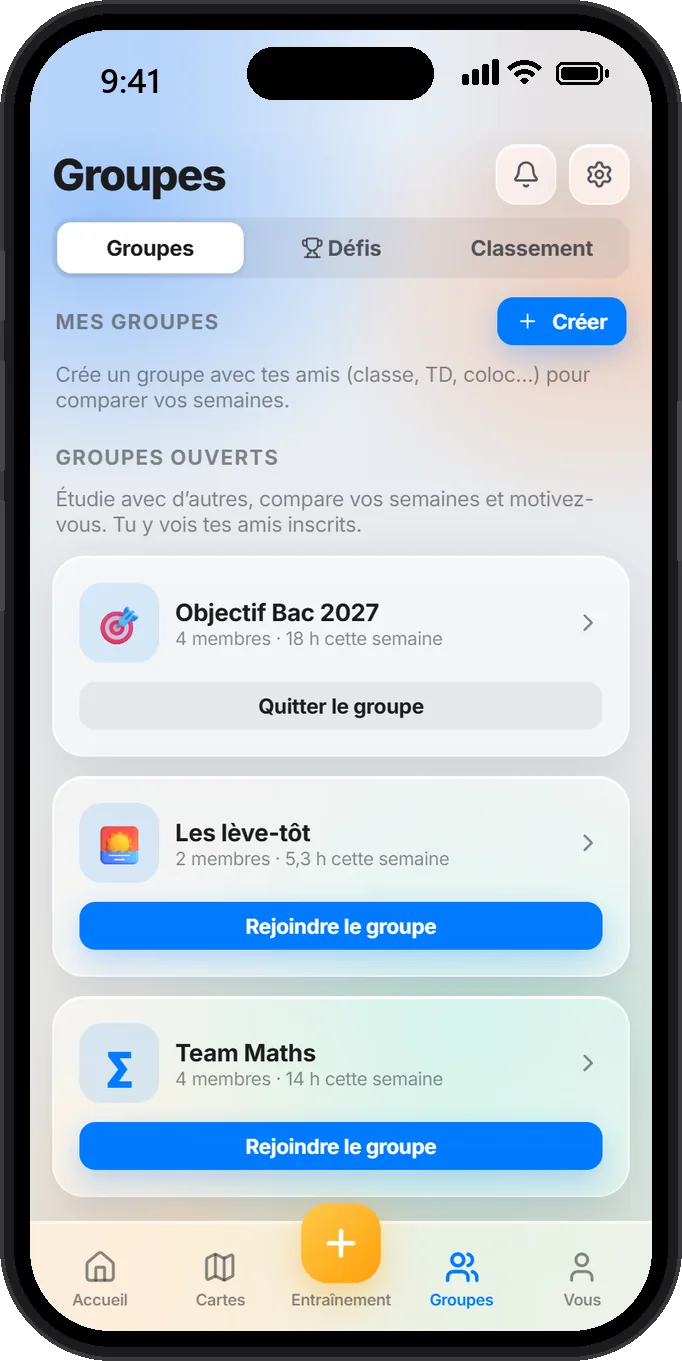 9:41
Groupes
Groupes
Défis
Classement
MES GROUPES
+ Créer
Crée un groupe avec tes amis (classe, TD, coloc…) pour
comparer vos semaines.
GROUPES OUVERTS
Étudie avec d’autres, compare vos semaines et motivez-
vous. Tu y vois tes amis inscrits.
Objectif Bac 2027
4 membres · 18 h cette semaine
Quitter le groupe
Les lève-tôt
2 membres · 5,3 h cette semaine
Rejoindre le groupe
Σ
Team Maths
4 membres · 14 h cette semaine
Rejoindre le groupe
Accueil
Cartes
Entraînement
Groupes
Vous